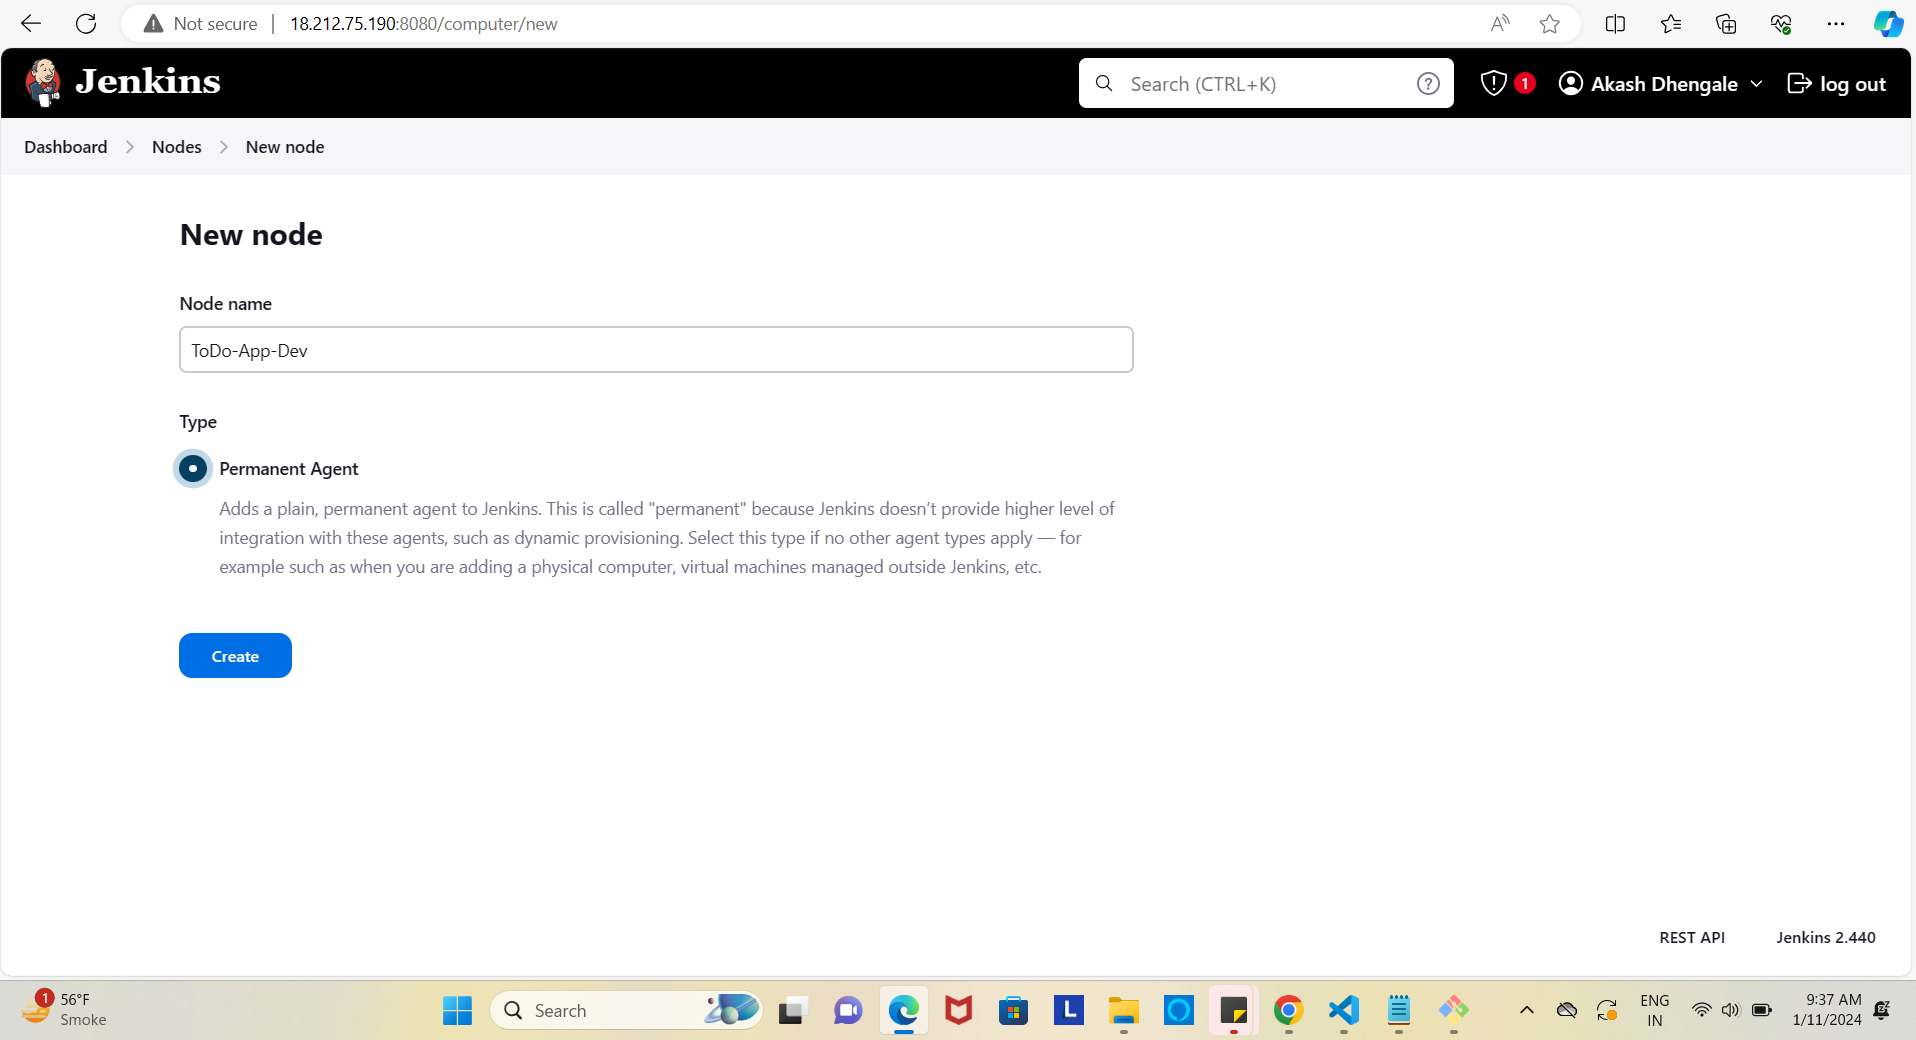 Not secure
18.212.75.190:8080/computer/new
Jenkins
Search (CTRL+K)
1
Akash Dhengale
log out
Dashboard
Nodes
New node
New node
Node name
ToDo-App-Dev
Type
Permanent Agent
Adds a plain, permanent agent to Jenkins. This is called "permanent" because Jenkins doesn’t provide higher level of
integration with these agents, such as dynamic provisioning. Select this type if no other agent types apply — for
example such as when you are adding a physical computer, virtual machines managed outside Jenkins, etc.
Create
REST API
Jenkins 2.440
1
56°F
Smoke
Search
L
ENG
IN
9:37 AM
1/11/2024